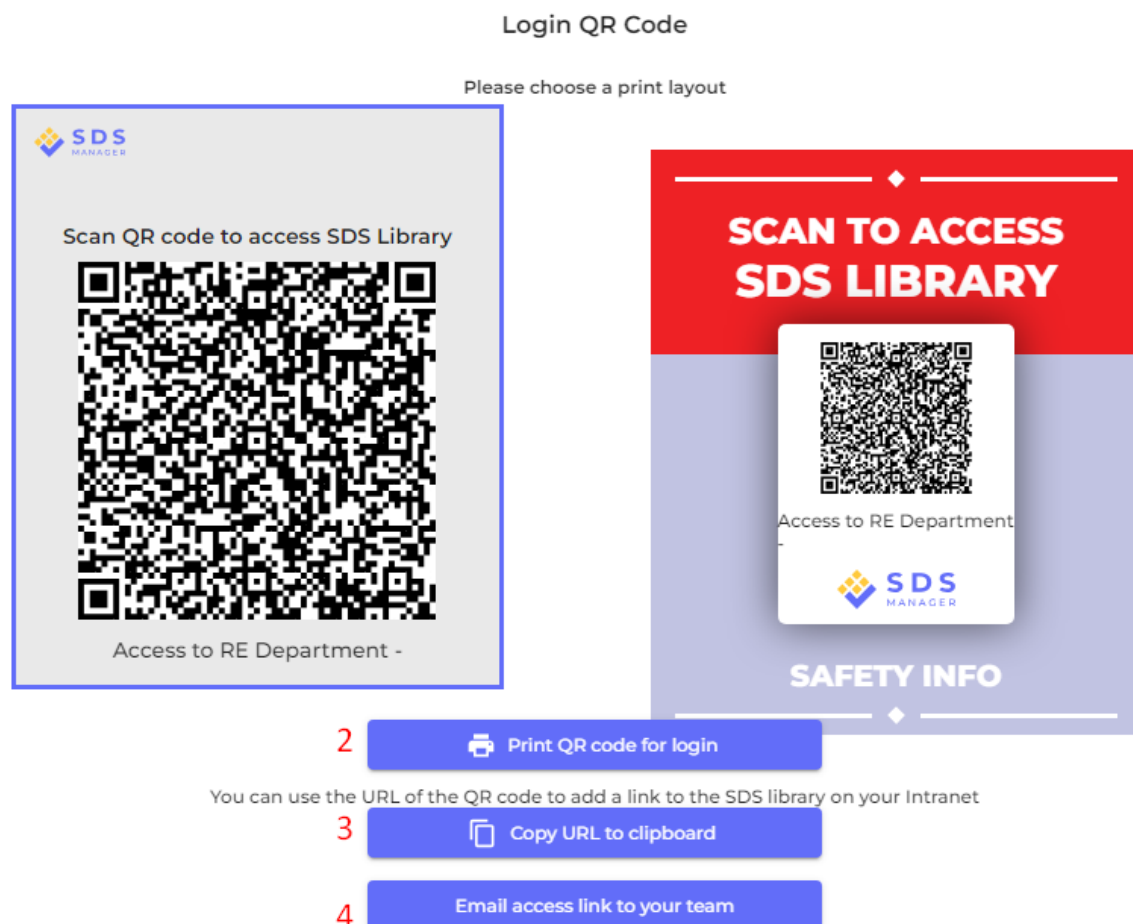 Login QR Code
Please choose a print layout
SDS
MANAGER
Scan QR code to access SDS Library
Access to RE Department -
SCAN TO ACCESS
SDS LIBRARY
Access to RE Department
-
SDS
MANAGER
SAFETY INFO
2 Print QR code for login
You can use the URL of the QR code to add a link to the SDS library on your Intranet
3 Copy URL to clipboard
4 Email access link to your team